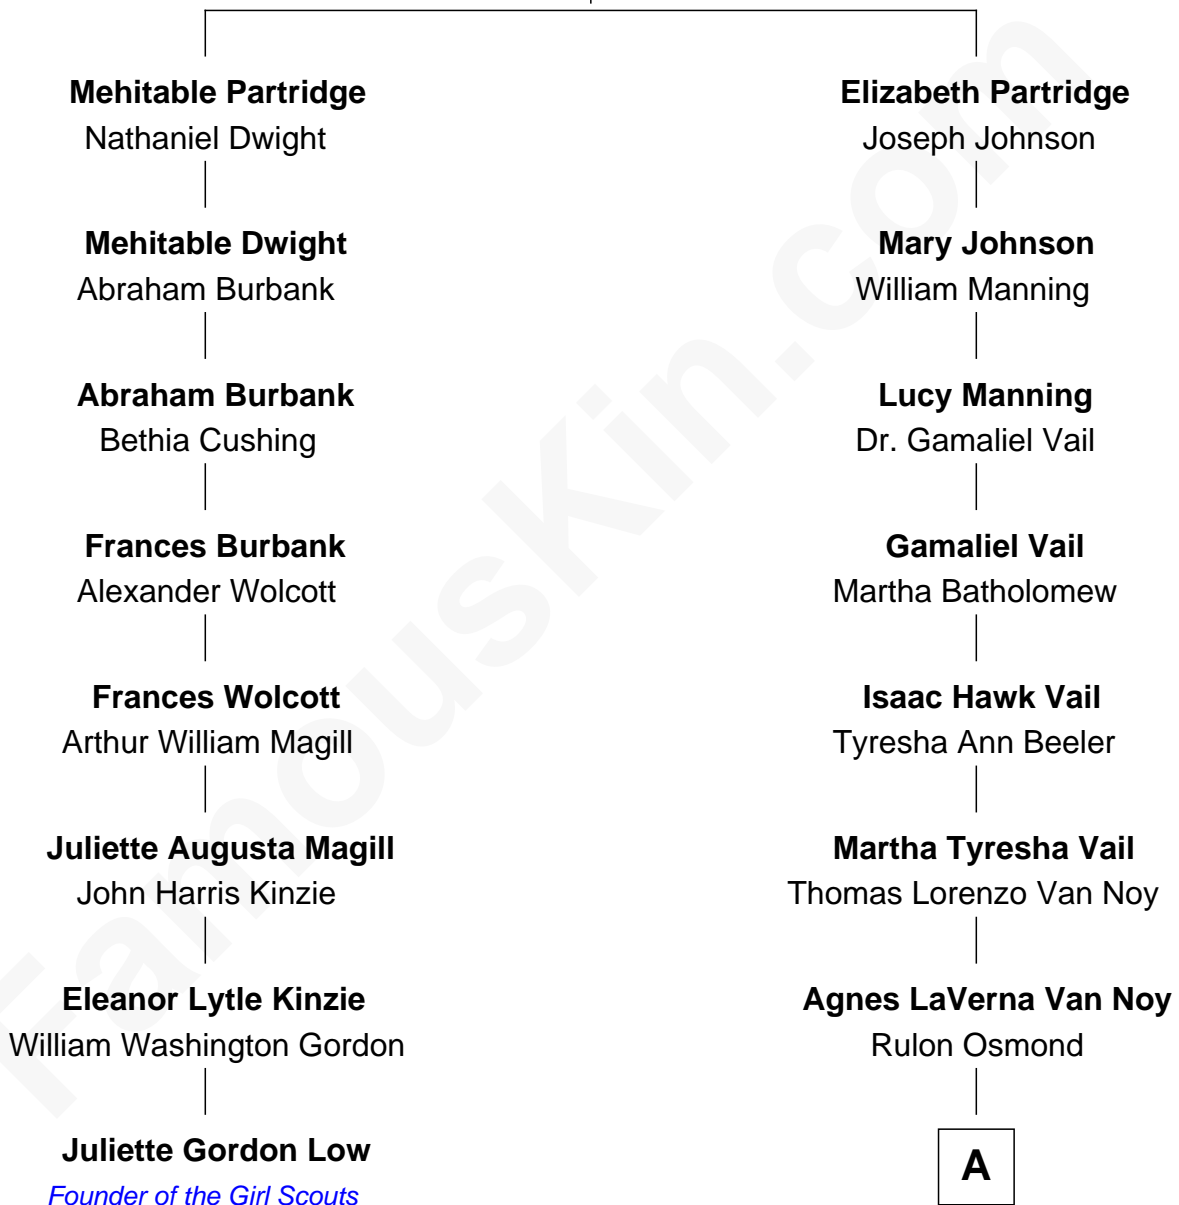 Mehitable Partridge
Nathaniel Dwight
Mehitable Dwight
Abraham Burbank
Abraham Burbank
Bethia Cushing
Frances Burbank
Alexander Wolcott
Frances Wolcott
Arthur William Magill
Juliette Augusta Magill
John Harris Kinzie
Eleanor Lytle Kinzie
William Washington Gordon
Juliette Gordon Low
Founder of the Girl Scouts
Elizabeth Partridge
Joseph Johnson
Mary Johnson
William Manning
Lucy Manning
Dr. Gamaliel Vail
Gamaliel Vail
Martha Batholomew
Isaac Hawk Vail
Tyresha Ann Beeler
Martha Tyresha Vail
Thomas Lorenzo Van Noy
Agnes LaVerna Van Noy
Rulon Osmond
A
FamousKin.com